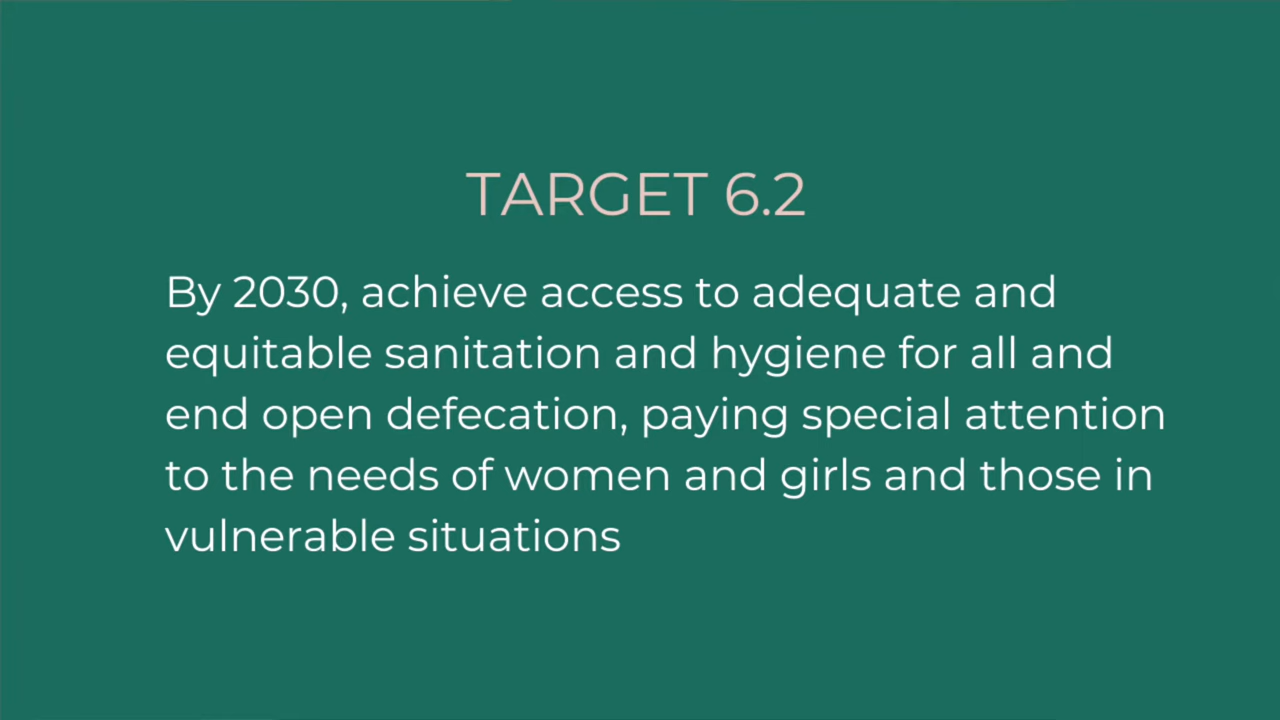 TARGET 6.2
By 2030, achieve access to adequate and
equitable sanitation and hygiene for all and
end open defecation, paying special attention
to the needs of women and girls and those in
vulnerable situations